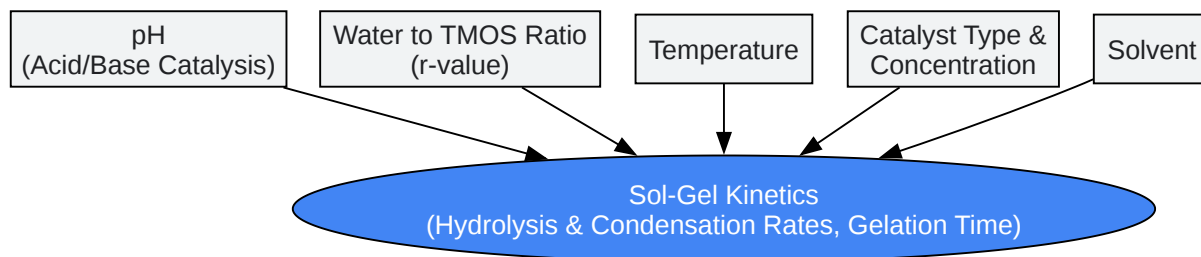 pH
(Acid/Base Catalysis)
Water to TMOS Ratio
(r-value)
Temperature
Catalyst Type &
Concentration
Solvent
Sol-Gel Kinetics
(Hydrolysis & Condensation Rates, Gelation Time)